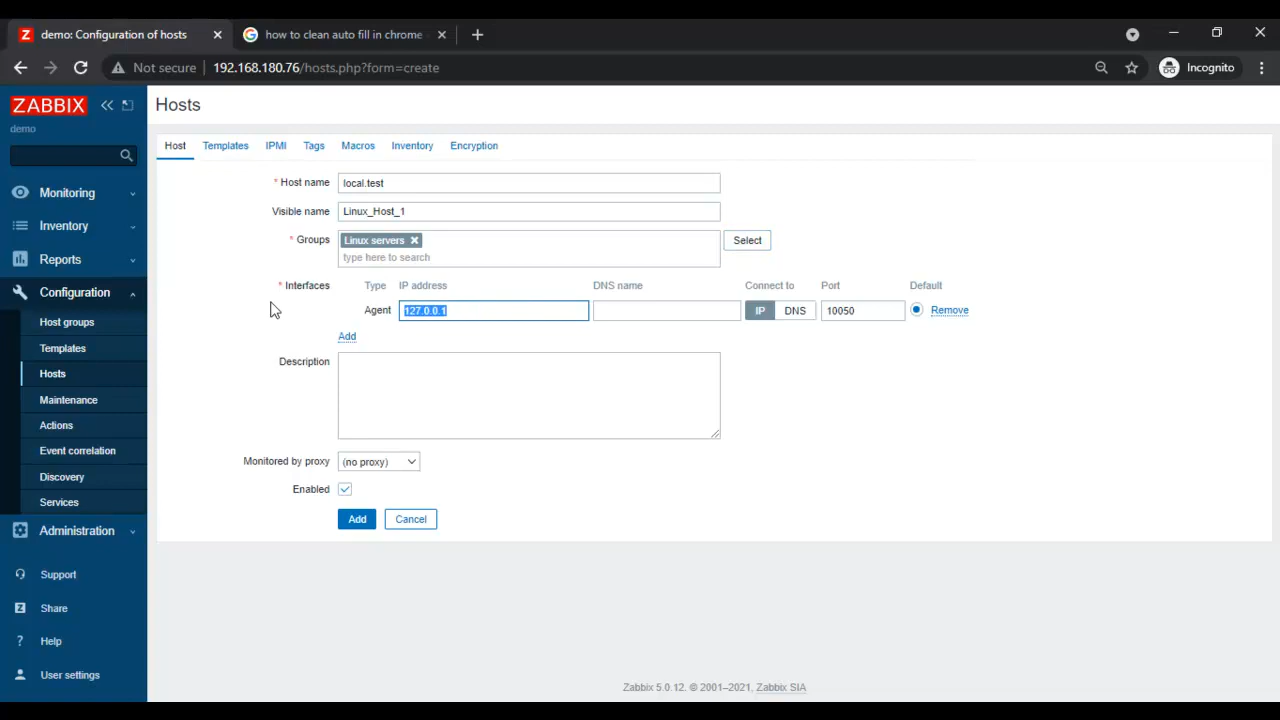 demo: Configuration of hosts
how to clean auto fill in chrome
Not secure 192.168.180.76/hosts.php?form=create
Incognito
ZABBIX
demo
Monitoring
Inventory
Reports
Configuration
Host groups
Templates
Hosts
Maintenance
Actions
Event correlation
Discovery
Services
Administration
Support
Share
Help
User settings
Hosts
Host Templates IPMI Tags Macros Inventory Encryption
* Host name local.test
Visible name Linux_Host_1
* Groups Linux servers Select
type here to search
* Interfaces Type IP address DNS name Connect to Port Default
Agent 127.0.0.1 IP DNS 10050 Remove
Add
Description
Monitored by proxy (no proxy)
Enabled
Add Cancel
Zabbix 5.0.12. © 2001–2021, Zabbix SIA